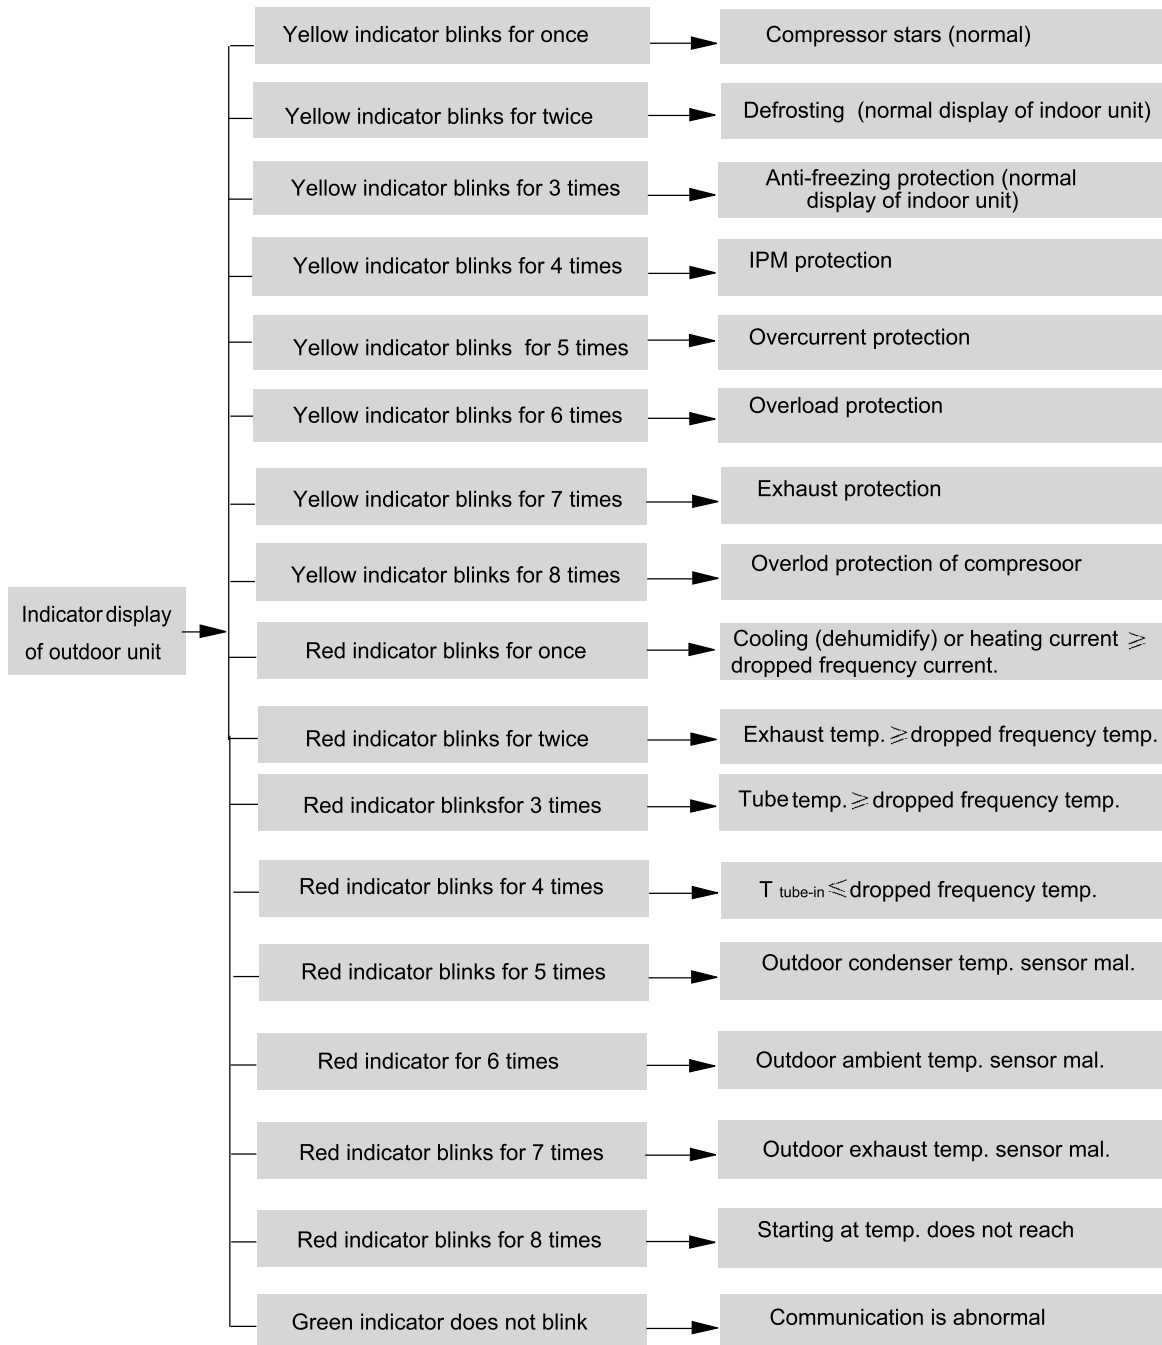 Yellow indicator blinks for once
Compressor stars (normal)
Yellow indicator blinks for twice
Defrosting (normal display of indoor unit)
Yellow indicator blinks for 3 times
Anti-freezing protection (normal
display of indoor unit)
Yellow indicator blinks for 4 times
IPM protection
Yellow indicator blinks for 5 times
Overcurrent protection
Yellow indicator blinks for 6 times
Overload protection
Yellow indicator blinks for 7 times
Exhaust protection
Yellow indicator blinks for 8 times
Overlod protection of compresoor
Indicator display
of outdoor unit
Red indicator blinks for once
Cooling (dehumidify) or heating current ≥
dropped frequency current.
Red indicator blinks for twice
Exhaust temp. ≥ dropped frequency temp.
Red indicator blinksfor 3 times
Tube temp. ≥ dropped frequency temp.
Red indicator blinks for 4 times
T tube-in ≤ dropped frequency temp.
Red indicator blinks for 5 times
Outdoor condenser temp. sensor mal.
Red indicator for 6 times
Outdoor ambient temp. sensor mal.
Red indicator blinks for 7 times
Outdoor exhaust temp. sensor mal.
Red indicator blinks for 8 times
Starting at temp. does not reach
Green indicator does not blink
Communication is abnormal